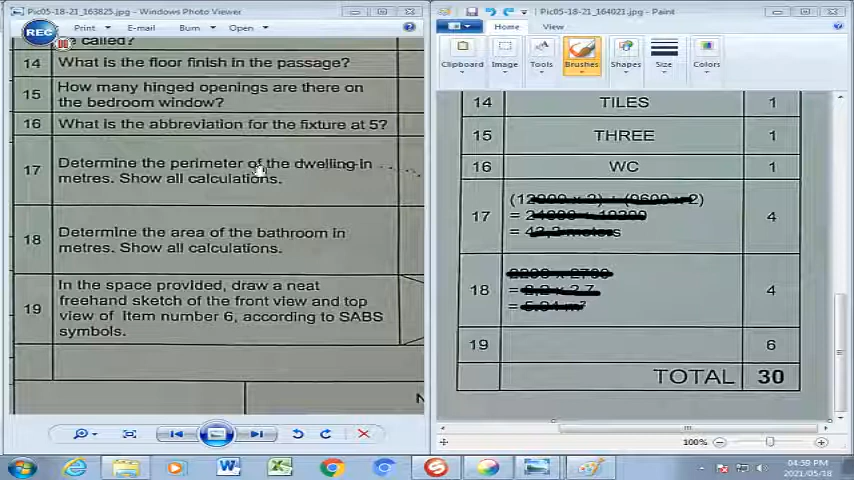 Pic05-18-21_163825.jpg - Windows Photo Viewer
Print
E-mail
Burn
Open
REC
be called?
14 What is the floor finish in the passage?
15 How many hinged openings are there on
the bedroom window?
16 What is the abbreviation for the fixture at 5?
17 Determine the perimeter of the dwelling in
metres. Show all calculations.
18 Determine the area of the bathroom in
metres. Show all calculations.
19 In the space provided, draw a neat
freehand sketch of the front view and top
view of item number 6, according to SABS
symbols.
N
Pic05-18-21_164021.jpg - Paint
Home
View
Clipboard
Image
Tools
Brushes
Shapes
Size
Colors
14 TILES 1
15 THREE 1
16 WC 1
17 4
18 4
19 6
TOTAL 30
100%
04:59 PM
2021/05/18